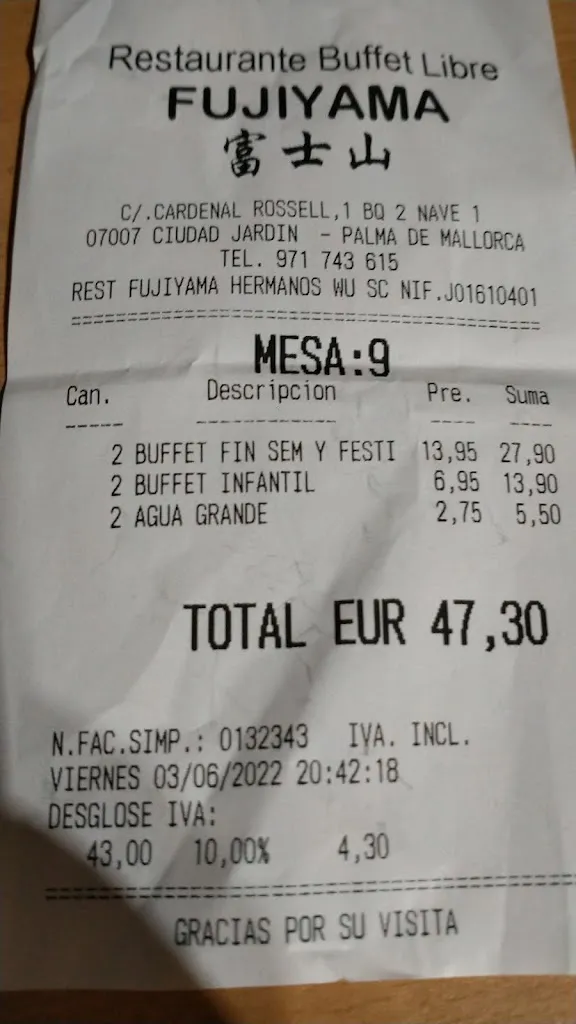 Restaurante Buffet Libre
FUJIYAMA
富士山
C/.CARDENAL ROSSELL,1 BQ 2 NAVE 1
07007 CIUDAD JARDIN - PALMA DE MALLORCA
TEL. 971 743 615
REST FUJIYAMA HERMANOS WU SC NIF.J01610401
MESA:9
Can. Descripcion Pre. Suma
2 BUFFET FIN SEM Y FESTI 13,95 27,90
2 BUFFET INFANTIL 6,95 13,90
2 AGUA GRANDE 2,75 5,50
TOTAL EUR 47,30
N.FAC.SIMP.: 0132343 IVA. INCL.
VIERNES 03/06/2022 20:42:18
DESGLOSE IVA:
43,00 10,00% 4,30
GRACIAS POR SU VISITA